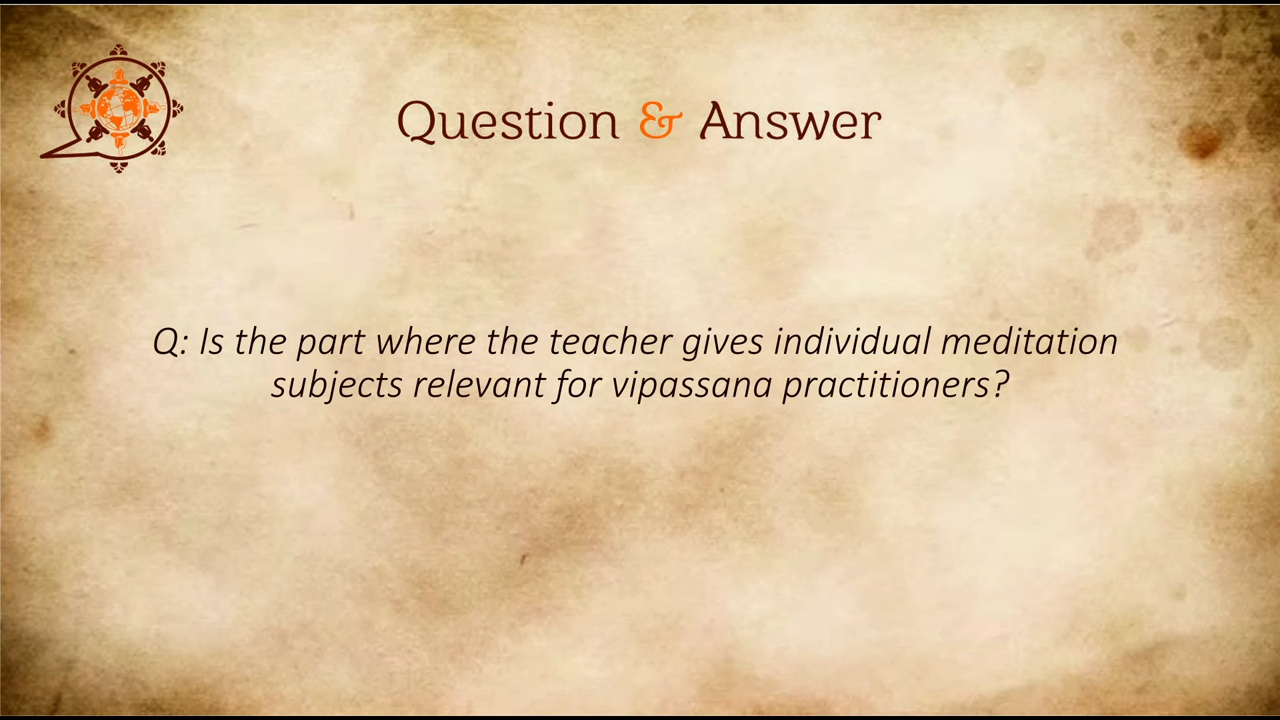 Question & Answer
Q: Is the part where the teacher gives individual meditation
subjects relevant for vipassana practitioners?